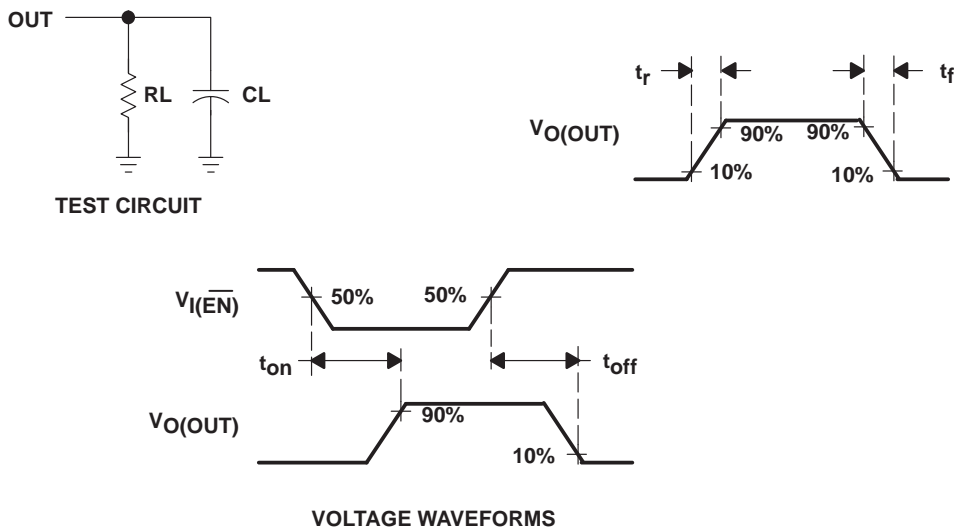 OUT
RL
CL
TEST CIRCUIT
tr
tf
VO(OUT)
90%
90%
10%
10%
VI(E̅N̅)
50%
50%
ton
toff
VO(OUT)
90%
10%
VOLTAGE WAVEFORMS